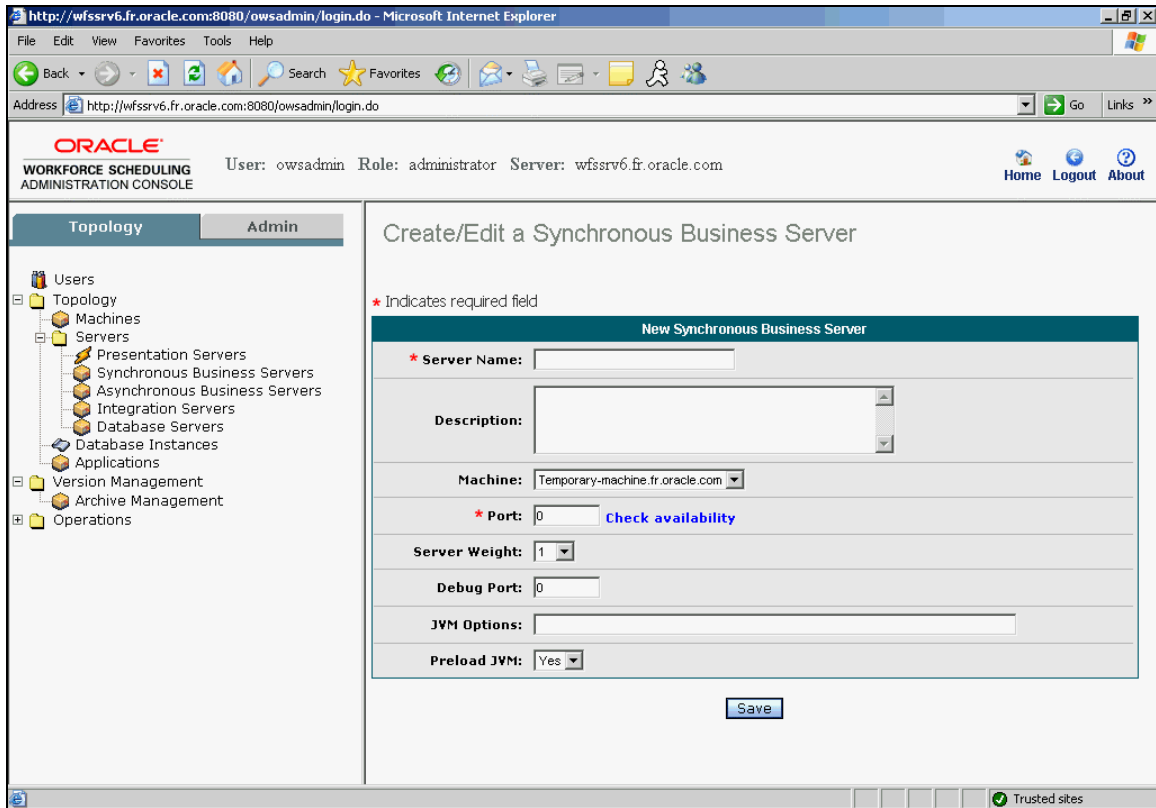 http://wfssrv6.fr.oracle.com:8080/owsadmin/login.do - Microsoft Internet Explorer
File Edit View Favorites Tools Help
Back Search Favorites
Address http://wfssrv6.fr.oracle.com:8080/owsadmin/login.do Go Links »
ORACLE
WORKFORCE SCHEDULING
ADMINISTRATION CONSOLE
User: owsadmin Role: administrator Server: wfssrv6.fr.oracle.com
Home Logout About
Topology Admin
Users
Topology
Machines
Servers
Presentation Servers
Synchronous Business Servers
Asynchronous Business Servers
Integration Servers
Database Servers
Database Instances
Applications
Version Management
Archive Management
Operations
Create/Edit a Synchronous Business Server
* Indicates required field
New Synchronous Business Server
* Server Name:
Description:
Machine: Temporary-machine.fr.oracle.com
* Port: 0 Check availability
Server Weight: 1
Debug Port: 0
JVM Options:
Preload JVM: Yes
Save
Trusted sites